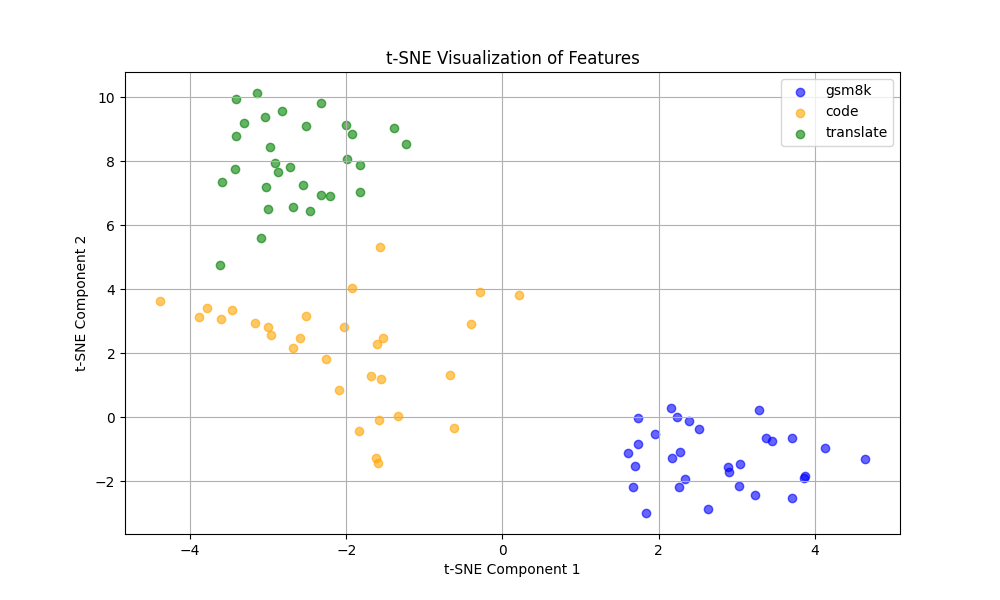 t-SNE Visualization of Features
gsm8k
code
translate
10
8
6
4
2
0
−2
t-SNE Component 2
−4
−2
0
2
4
t-SNE Component 1